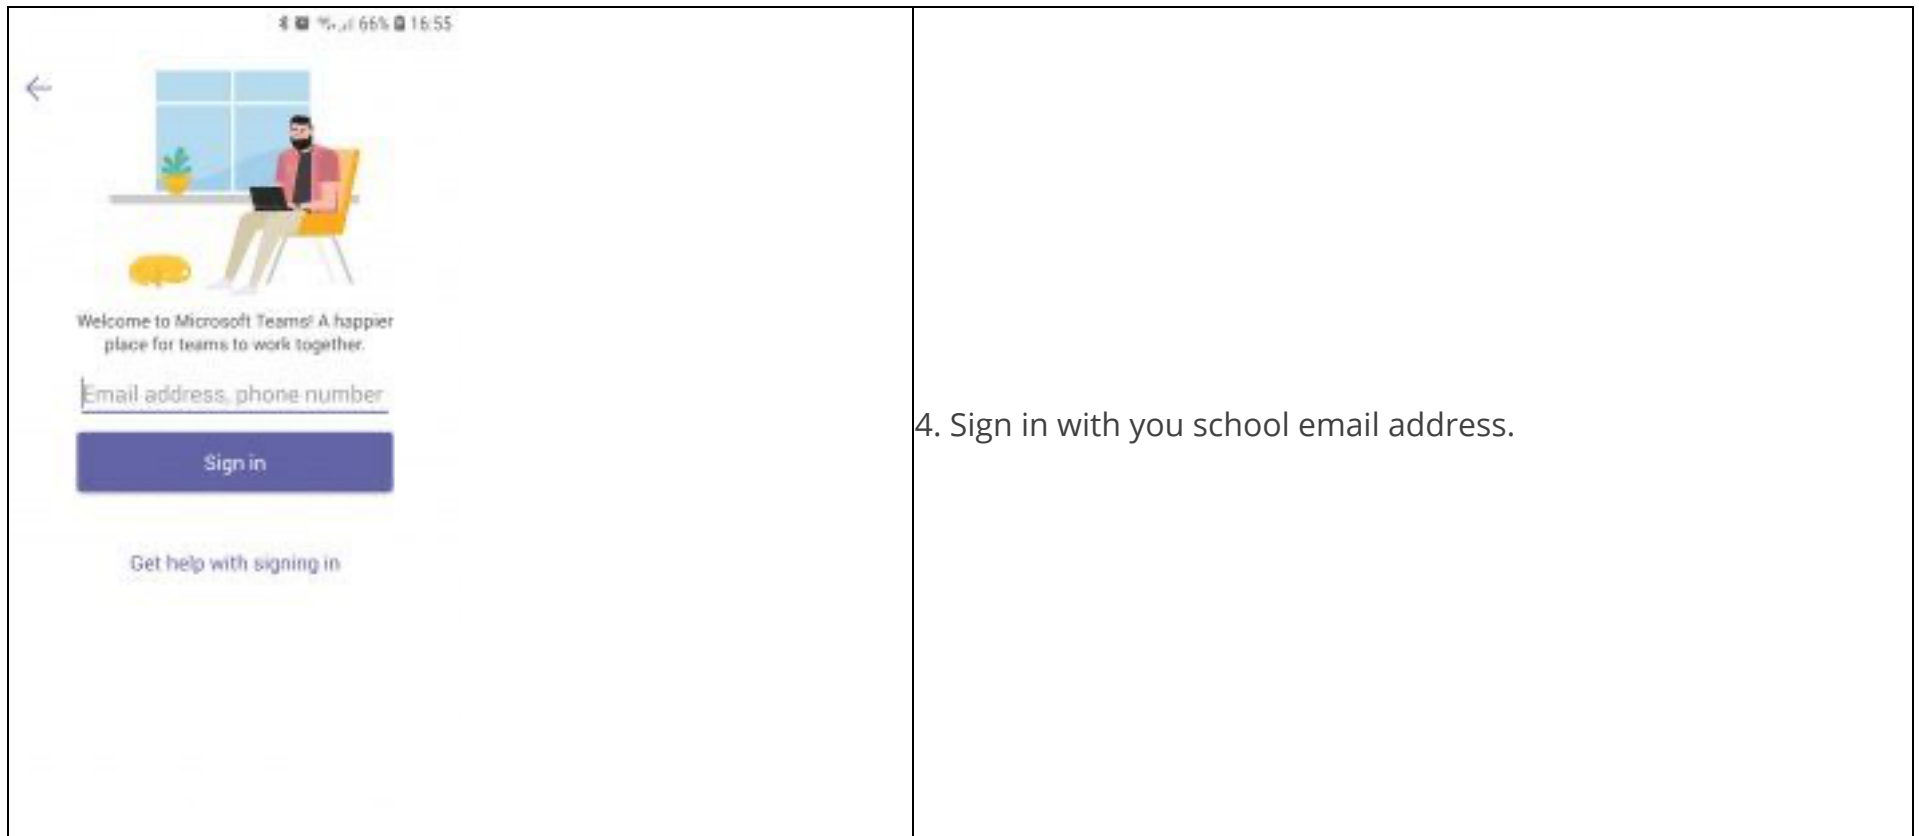 66% 16:55
Welcome to Microsoft Teams! A happier
place for teams to work together.
Email address, phone number
Sign in
Get help with signing in
4. Sign in with you school email address.